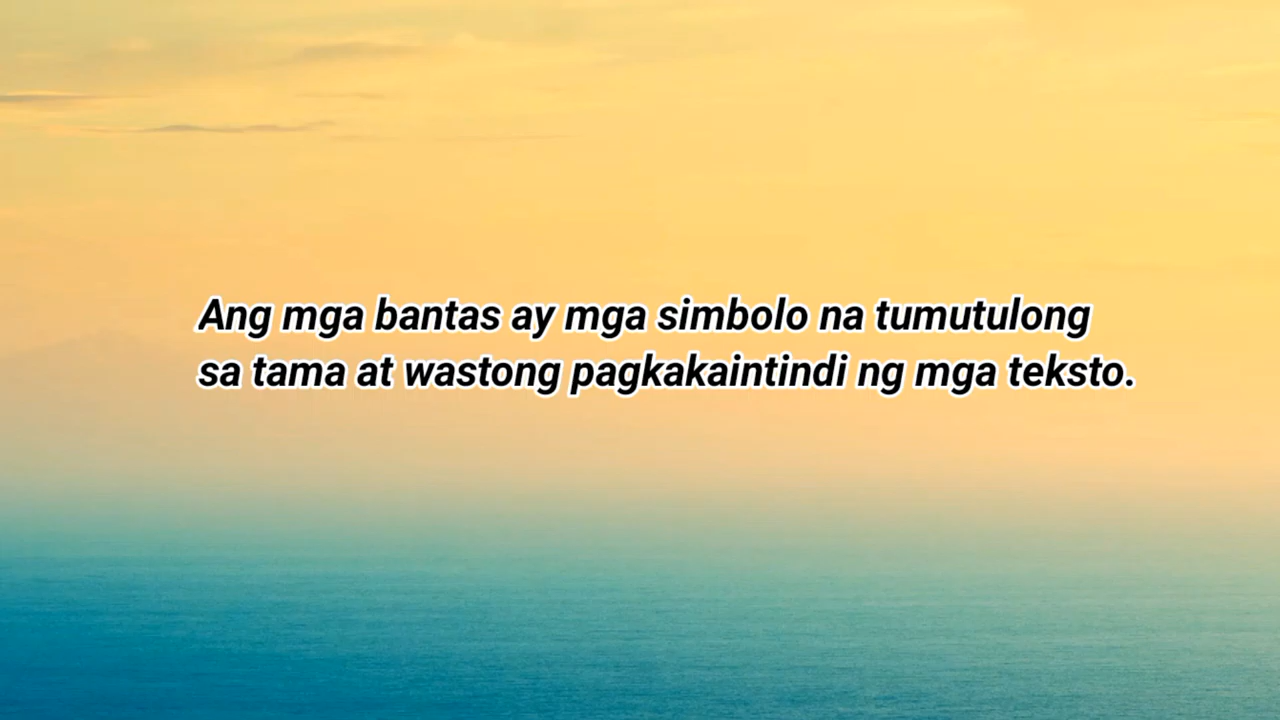 Ang mga bantas ay mga simbolo na tumutulong
sa tama at wastong pagkakaintindi ng mga teksto.